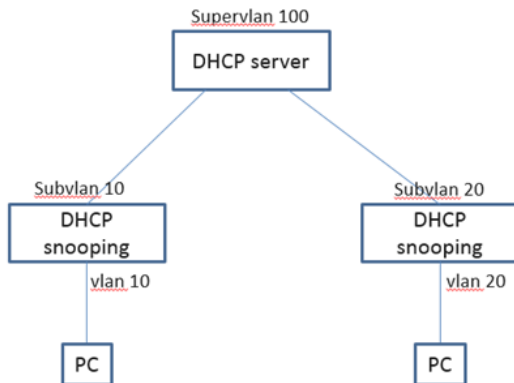 Supervlan 100
DHCP server
Subvlan 10
DHCP
snooping
vlan 10
PC
Subvlan 20
DHCP
snooping
vlan 20
PC